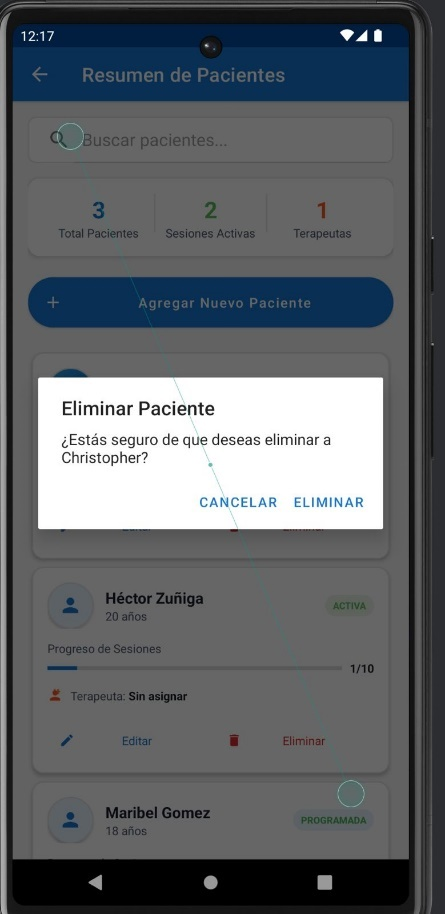 12:17
Resumen de Pacientes
Buscar pacientes...
3
2
1
Total Pacientes
Sesiones Activas
Terapeutas
+ Agregar Nuevo Paciente
Eliminar Paciente
¿Estás seguro de que deseas eliminar a
Christopher?
CANCELAR ELIMINAR
Editar Eliminar
Héctor Zuñiga
ACTIVA
20 años
Progreso de Sesiones
1/10
Terapeuta: Sin asignar
Editar Eliminar
Maribel Gomez
PROGRAMADA
18 años